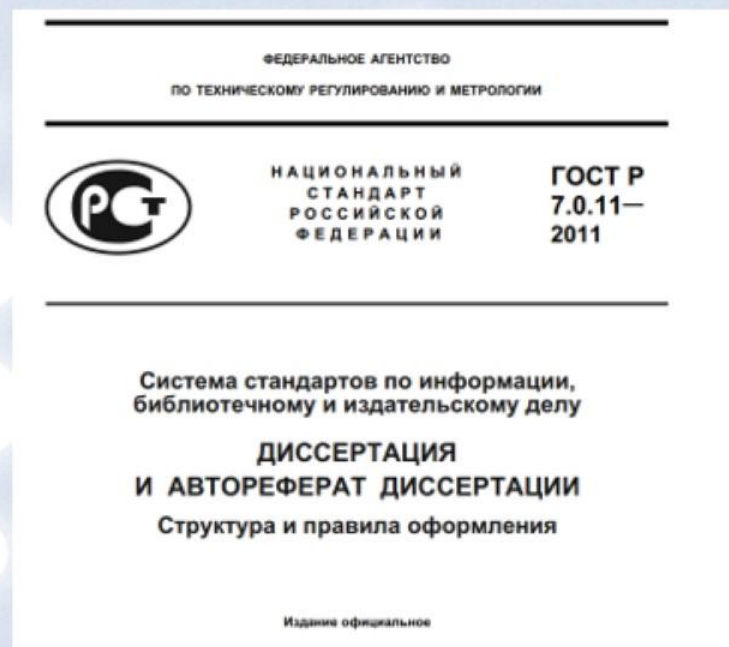 ФЕДЕРАЛЬНОЕ АГЕНТСТВО
ПО ТЕХНИЧЕСКОМУ РЕГУЛИРОВАНИЮ И МЕТРОЛОГИИ
РСТ
НАЦИОНАЛЬНЫЙ
СТАНДАРТ
РОССИЙСКОЙ
ФЕДЕРАЦИИ
ГОСТ Р
7.0.11—
2011
Система стандартов по информации,
библиотечному и издательскому делу
ДИССЕРТАЦИЯ
И АВТОРЕФЕРАТ ДИССЕРТАЦИИ
Структура и правила оформления
Издание официальное